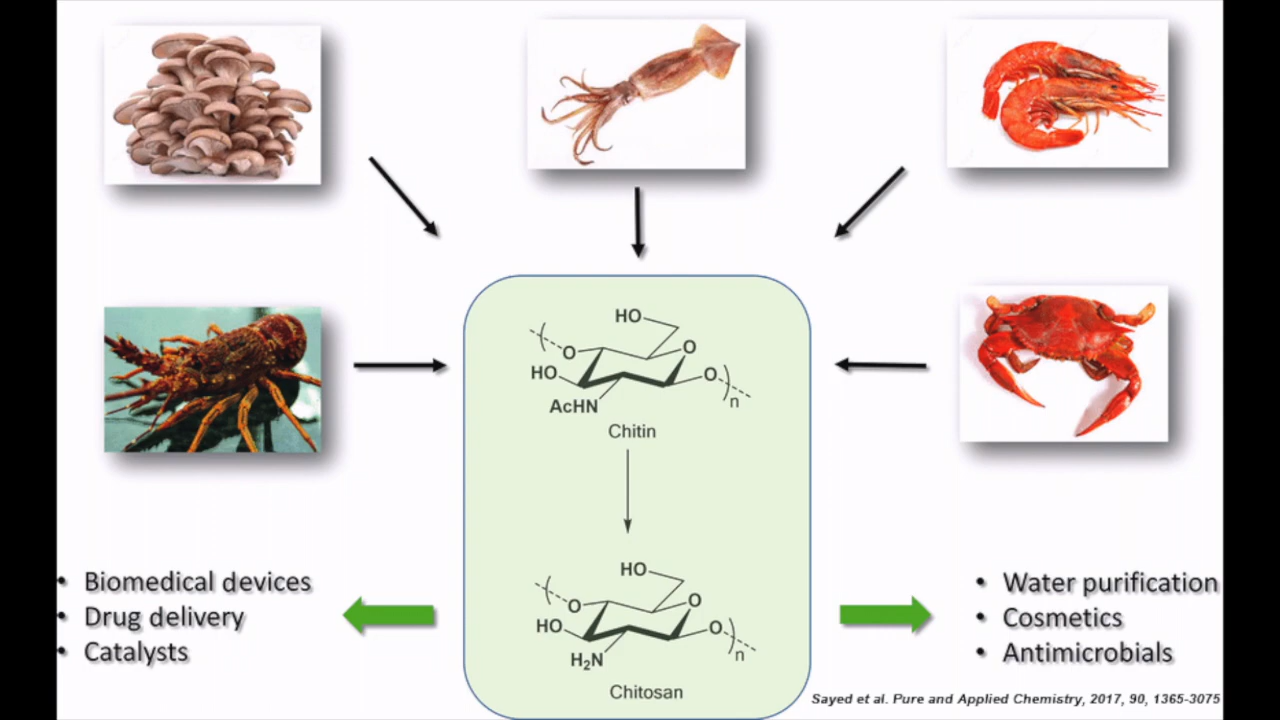 HO
O
O
HO
O
n
AcHN
Chitin
HO
O
O
HO
O
n
H₂N
Chitosan
• Biomedical devices
• Drug delivery
• Catalysts
• Water purification
• Cosmetics
• Antimicrobials
Sayed et al. Pure and Applied Chemistry, 2017, 90, 1365-3075